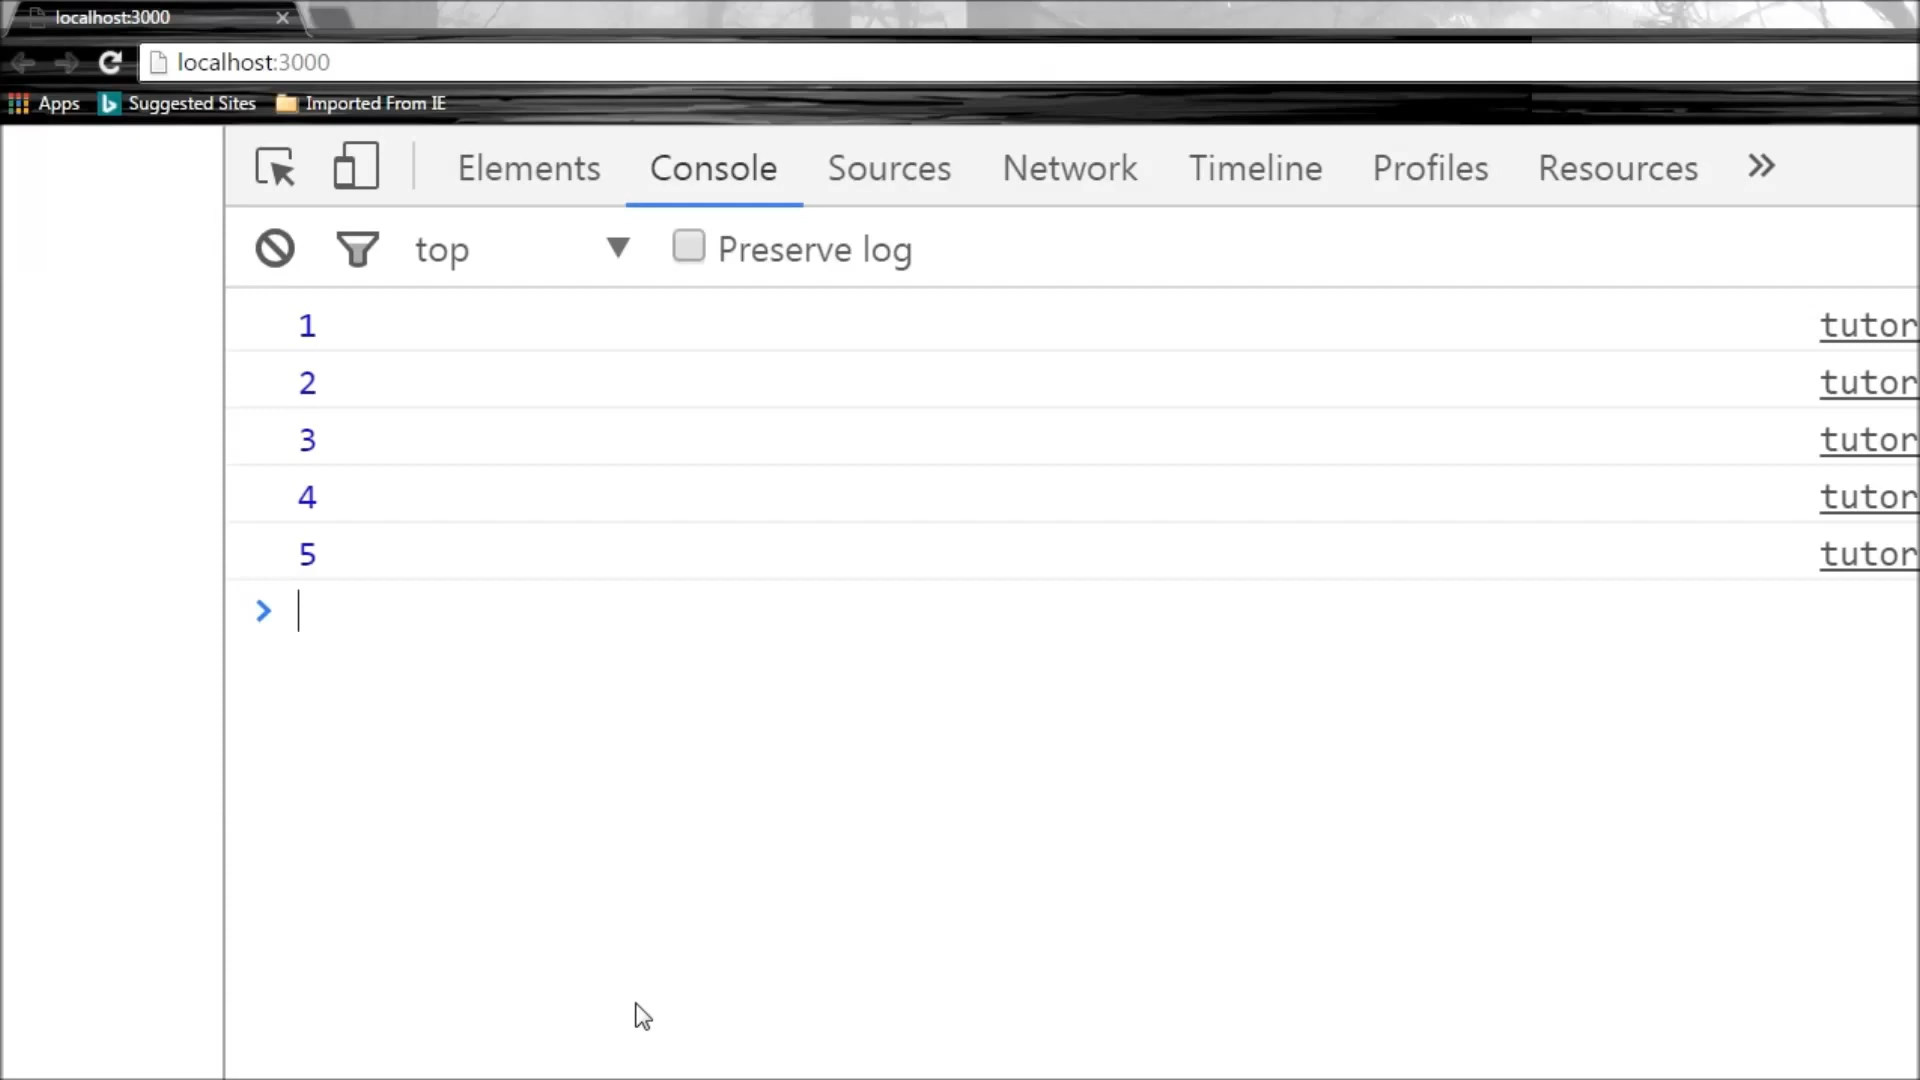 localhost:3000
localhost:3000
Apps Suggested Sites Imported From IE
Elements Console Sources Network Timeline Profiles Resources »
top Preserve log
1 tutor
2 tutor
3 tutor
4 tutor
5 tutor
>